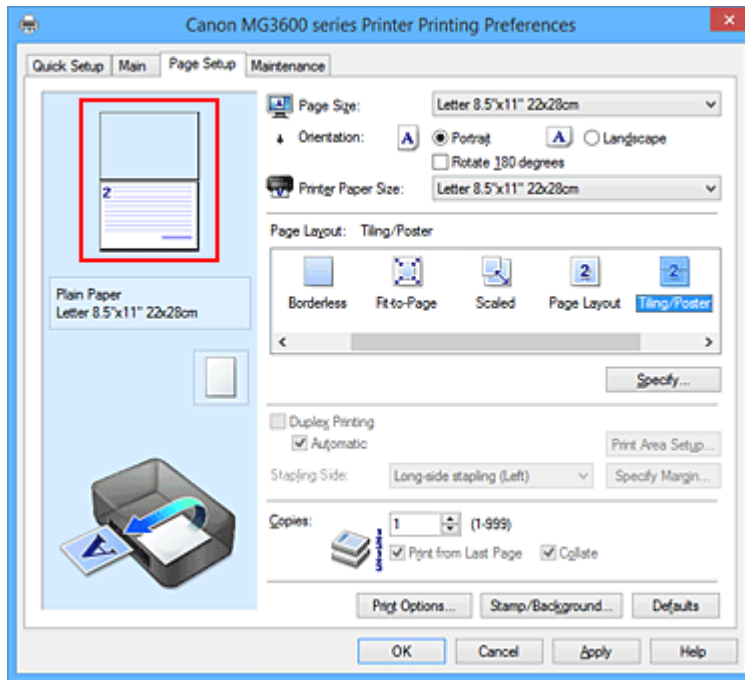 Canon MG3600 series Printer Printing Preferences
Quick Setup Main Page Setup Maintenance
Page Size: Letter 8.5"x11" 22x28cm
Orientation: A Portrait A Landscape
Rotate 180 degrees
Printer Paper Size: Letter 8.5"x11" 22x28cm
2
Page Layout: Tiling/Poster
2 2
Borderless Fit-to-Page Scaled Page Layout Tiling/Poster
Plain Paper
Letter 8.5"x11" 22x28cm
Specify...
Duplex Printing
Automatic Print Area Setup...
Stapling Side: Long-side stapling (Left) Specify Margin...
Copies: 1 (1-999)
Print from Last Page Collate
A
Print Options... Stamp/Background... Defaults
OK Cancel Apply Help